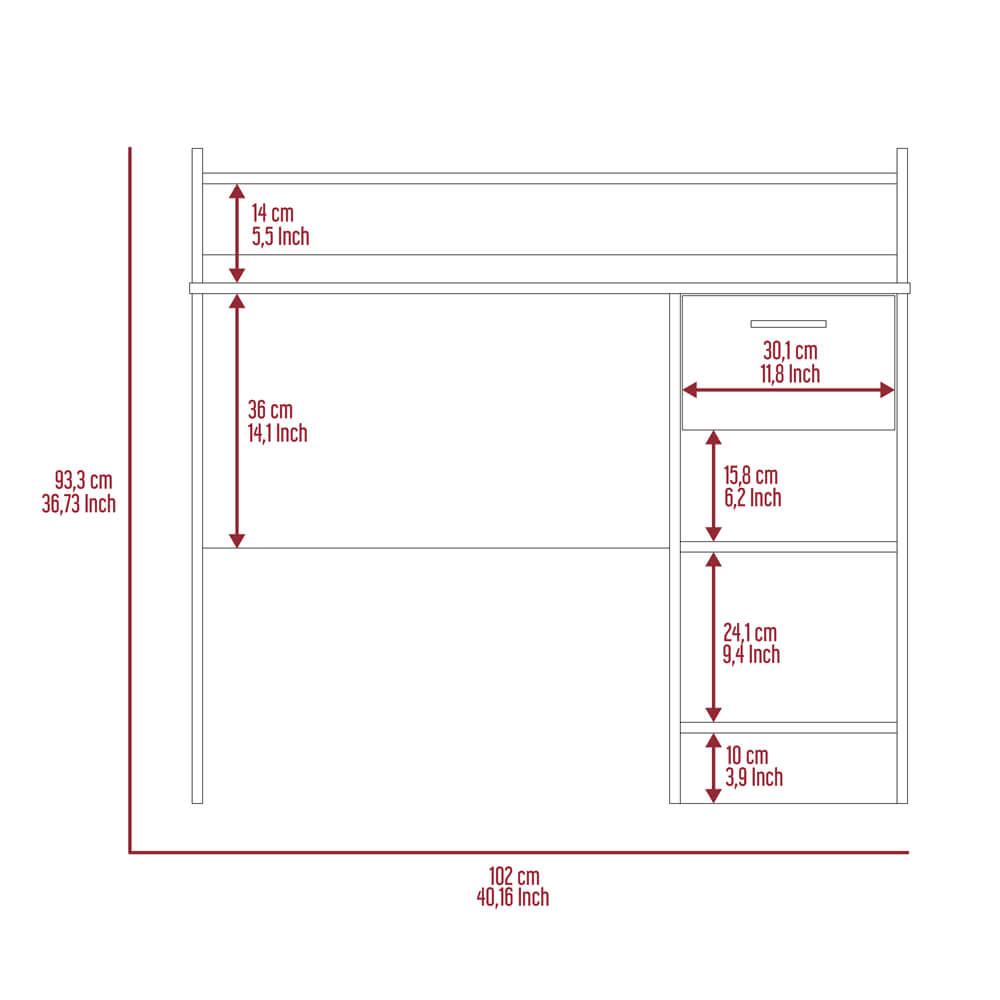 14 cm
5,5 Inch
30,1 cm
11,8 Inch
36 cm
14,1 Inch
15,8 cm
6,2 Inch
93,3 cm
36,73 Inch
24,1 cm
9,4 Inch
10 cm
3,9 Inch
102 cm
40,16 Inch